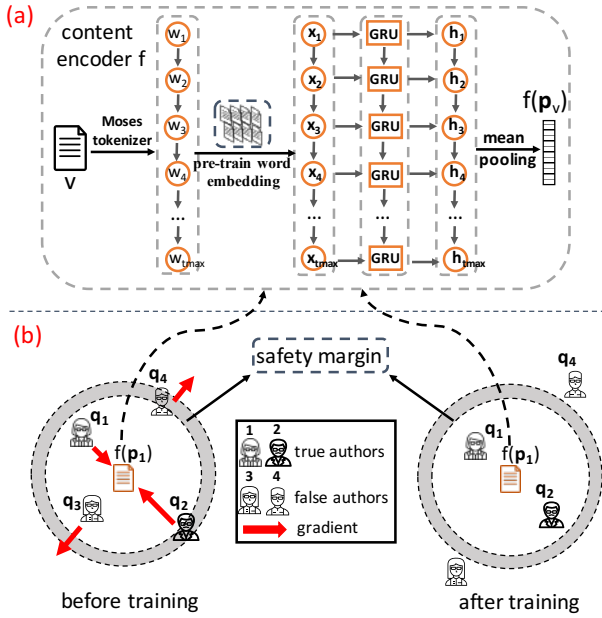 (a)
content
encoder f
V
Moses
tokenizer
w1
w2
w3
w4
...
wtmax
pre-train word
embedding
x1
x2
x3
x4
...
xtmax
GRU
GRU
GRU
GRU
...
GRU
h1
h2
h3
h4
...
htmax
mean
pooling
f(pv)
(b)
safety margin
q1
q4
f(p1)
q3
q2
before training
1 2
true authors
3 4
false authors
gradient
q4
q1
f(p1)
q2
after training